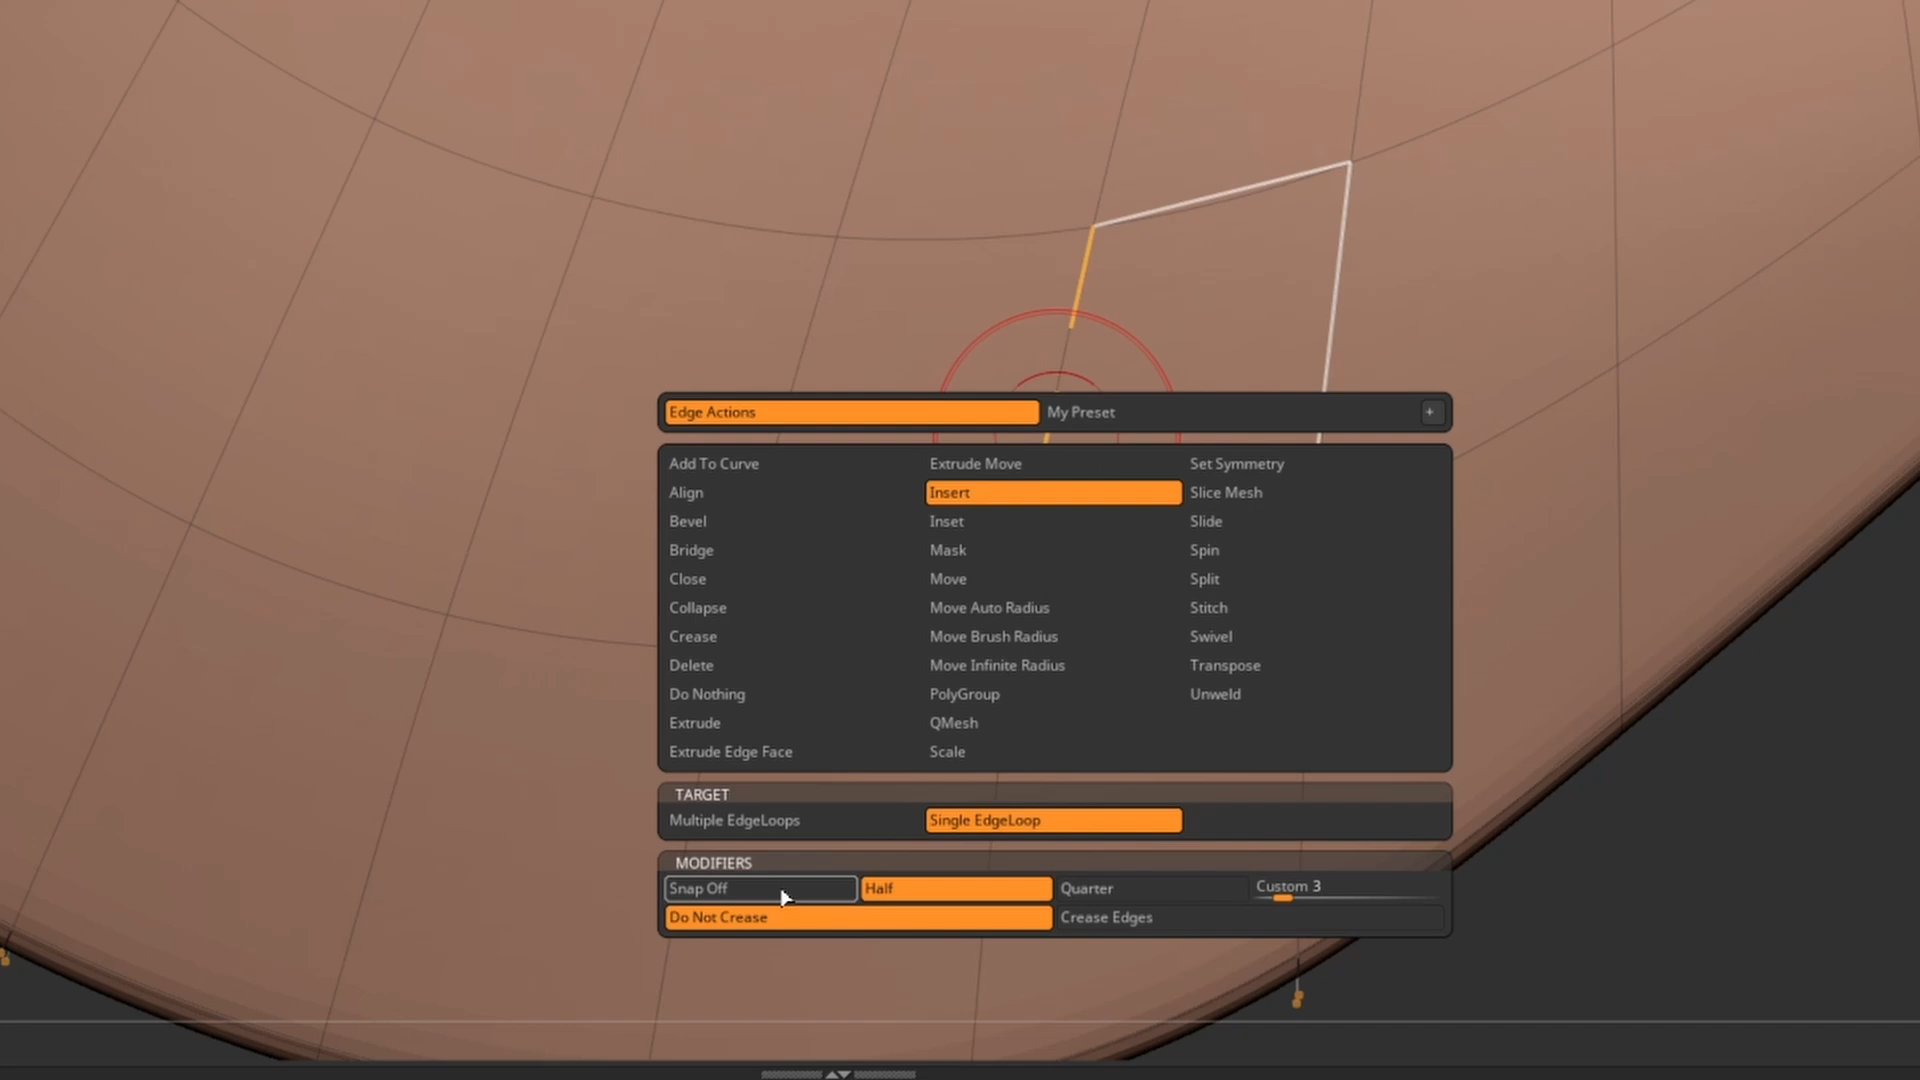 Edge Actions My Preset +
Add To Curve Extrude Move Set Symmetry
Align Insert Slice Mesh
Bevel Inset Slide
Bridge Mask Spin
Close Move Split
Collapse Move Auto Radius Stitch
Crease Move Brush Radius Swivel
Delete Move Infinite Radius Transpose
Do Nothing PolyGroup Unweld
Extrude QMesh
Extrude Edge Face Scale
TARGET
Multiple EdgeLoops Single EdgeLoop
MODIFIERS
Snap Off Half Quarter Custom 3
Do Not Crease Crease Edges